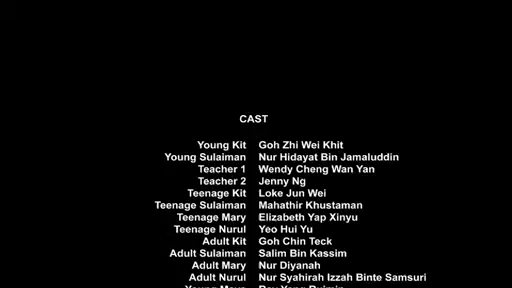 CAST
Young Kit Goh Zhi Wei Khit
Young Sulaiman Nur Hidayat Bin Jamaluddin
Teacher 1 Wendy Cheng Wan Yan
Teacher 2 Jenny Ng
Teenage Kit Loke Jun Wei
Teenage Sulaiman Mahathir Khustaman
Teenage Mary Elizabeth Yap Xinyu
Teenage Nurul Yeo Hui Yu
Adult Kit Goh Chin Teck
Adult Sulaiman Salim Bin Kassim
Adult Mary Nur Diyanah
Adult Nurul Nur Syahirah Izzah Binte Samsuri
Young